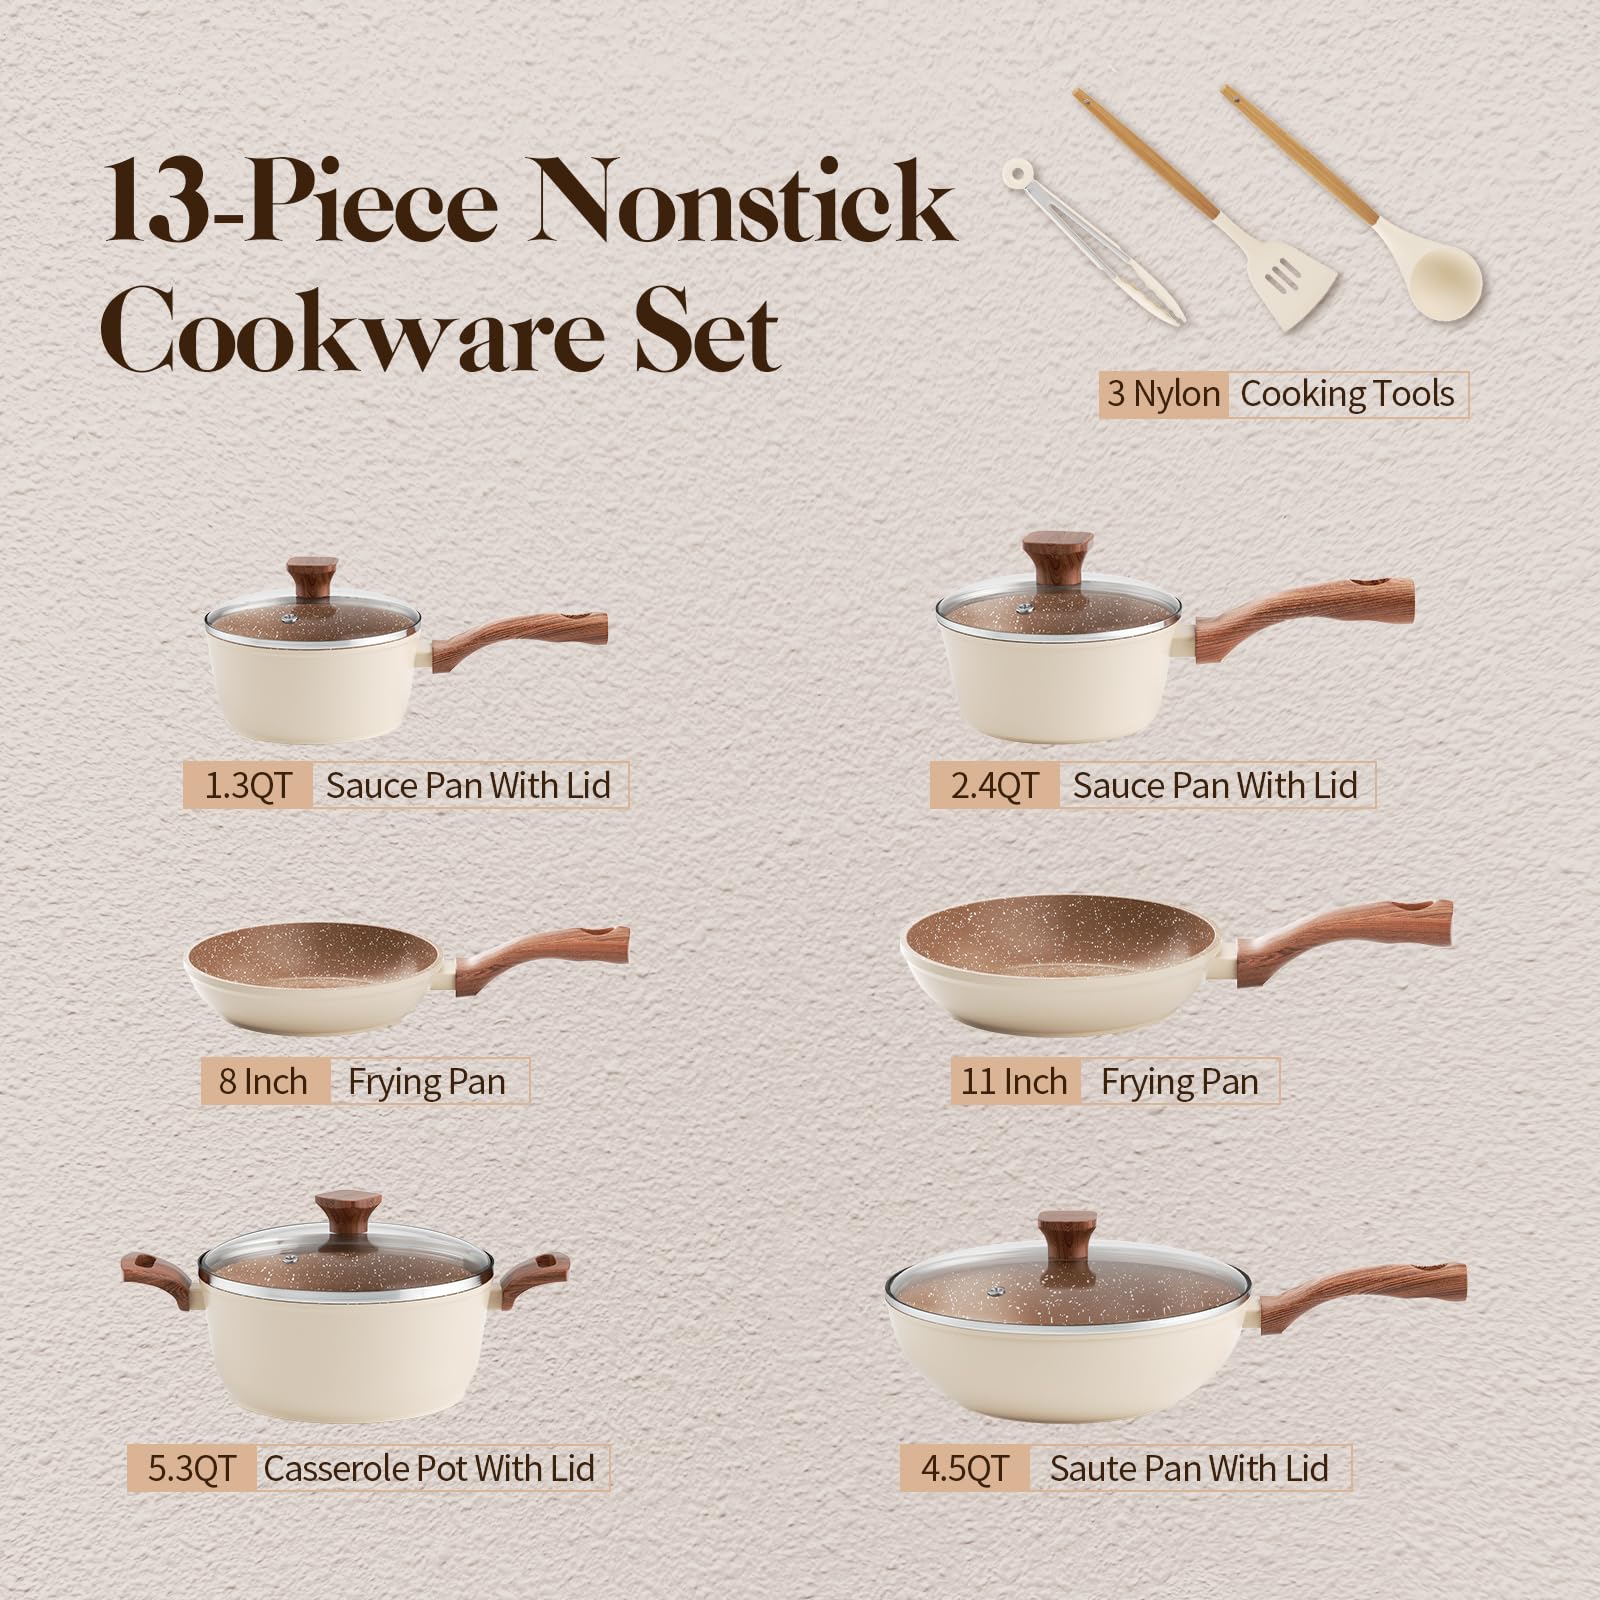 13-Piece Nonstick
Cookware Set
3 Nylon Cooking Tools
1.3QT Sauce Pan With Lid
2.4QT Sauce Pan With Lid
8 Inch Frying Pan
11 Inch Frying Pan
5.3QT Casserole Pot With Lid
4.5QT Saute Pan With Lid